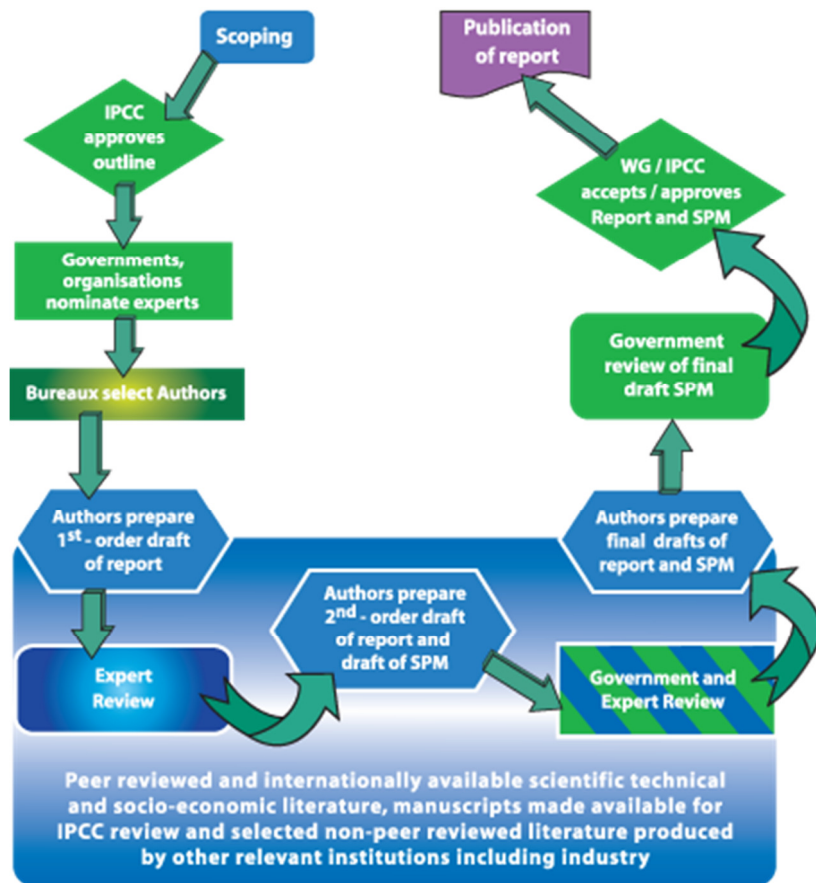 Scoping
IPCC
approves
outline
Governments,
organisations
nominate experts
Bureaux select Authors
Authors prepare
1st - order draft
of report
Expert
Review
Authors prepare
2nd - order draft
of report and
draft of SPM
Government and
Expert Review
Authors prepare
final drafts of
report and SPM
Government
review of final
draft SPM
WG / IPCC
accepts / approves
Report and SPM
Publication
of report
Peer reviewed and internationally available scientific technical
and socio-economic literature, manuscripts made available for
IPCC review and selected non-peer reviewed literature produced
by other relevant institutions including industry